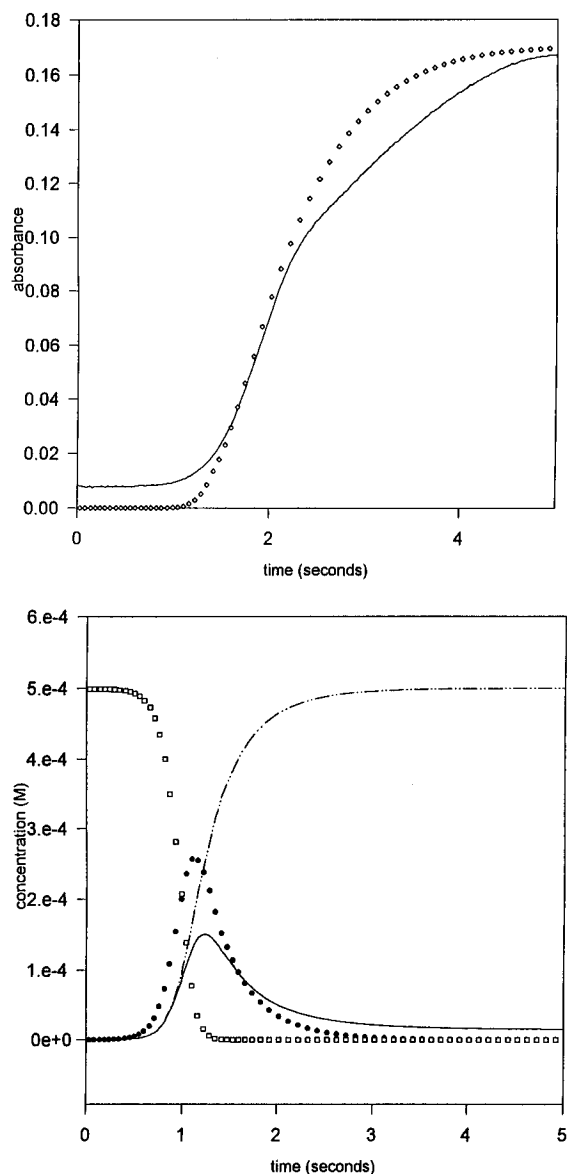 0.18
0.16
0.14
0.12
0.10
absorbance
0.08
0.06
0.04
0.02
0.00
0 2 4
time (seconds)
6.e-4
5.e-4
4.e-4
3.e-4
concentration (M)
2.e-4
1.e-4
0e+0
0 1 2 3 4 5
time (seconds)